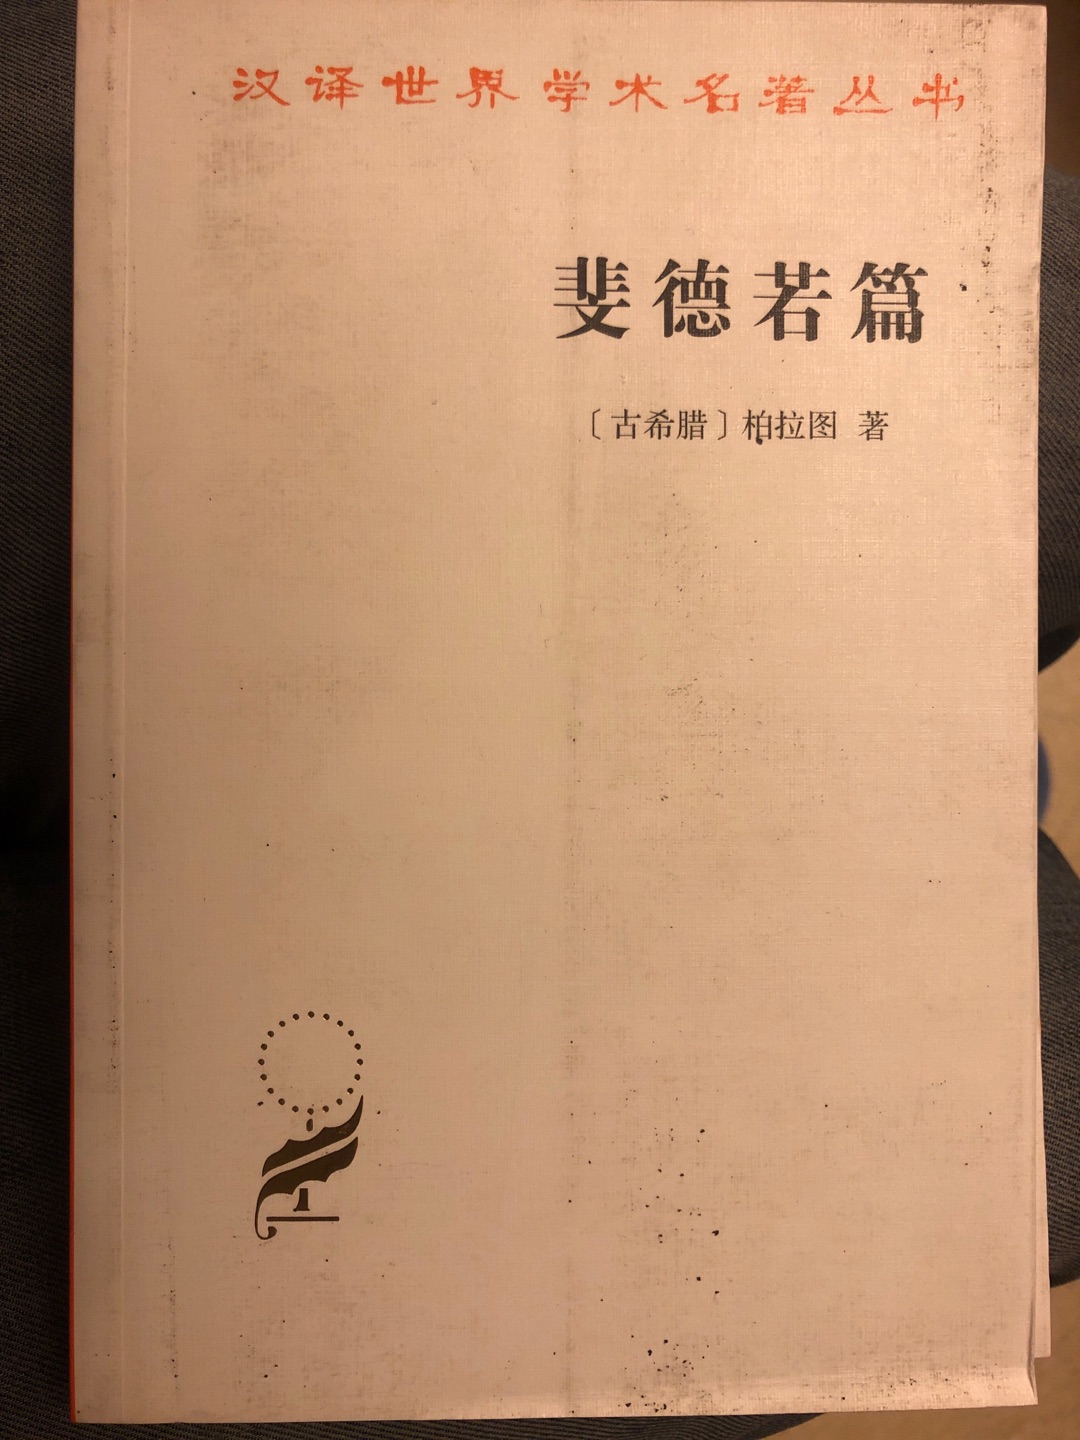 汉译世界学术名著丛书
斐德若篇
〔古希腊〕柏拉图 著